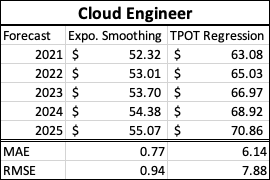 Cloud Engineer
Forecast Expo. Smoothing TPOT Regression
2021 $ 52.32 $ 63.08
2022 $ 53.01 $ 65.03
2023 $ 53.70 $ 66.97
2024 $ 54.38 $ 68.92
2025 $ 55.07 $ 70.86
MAE 0.77 6.14
RMSE 0.94 7.88